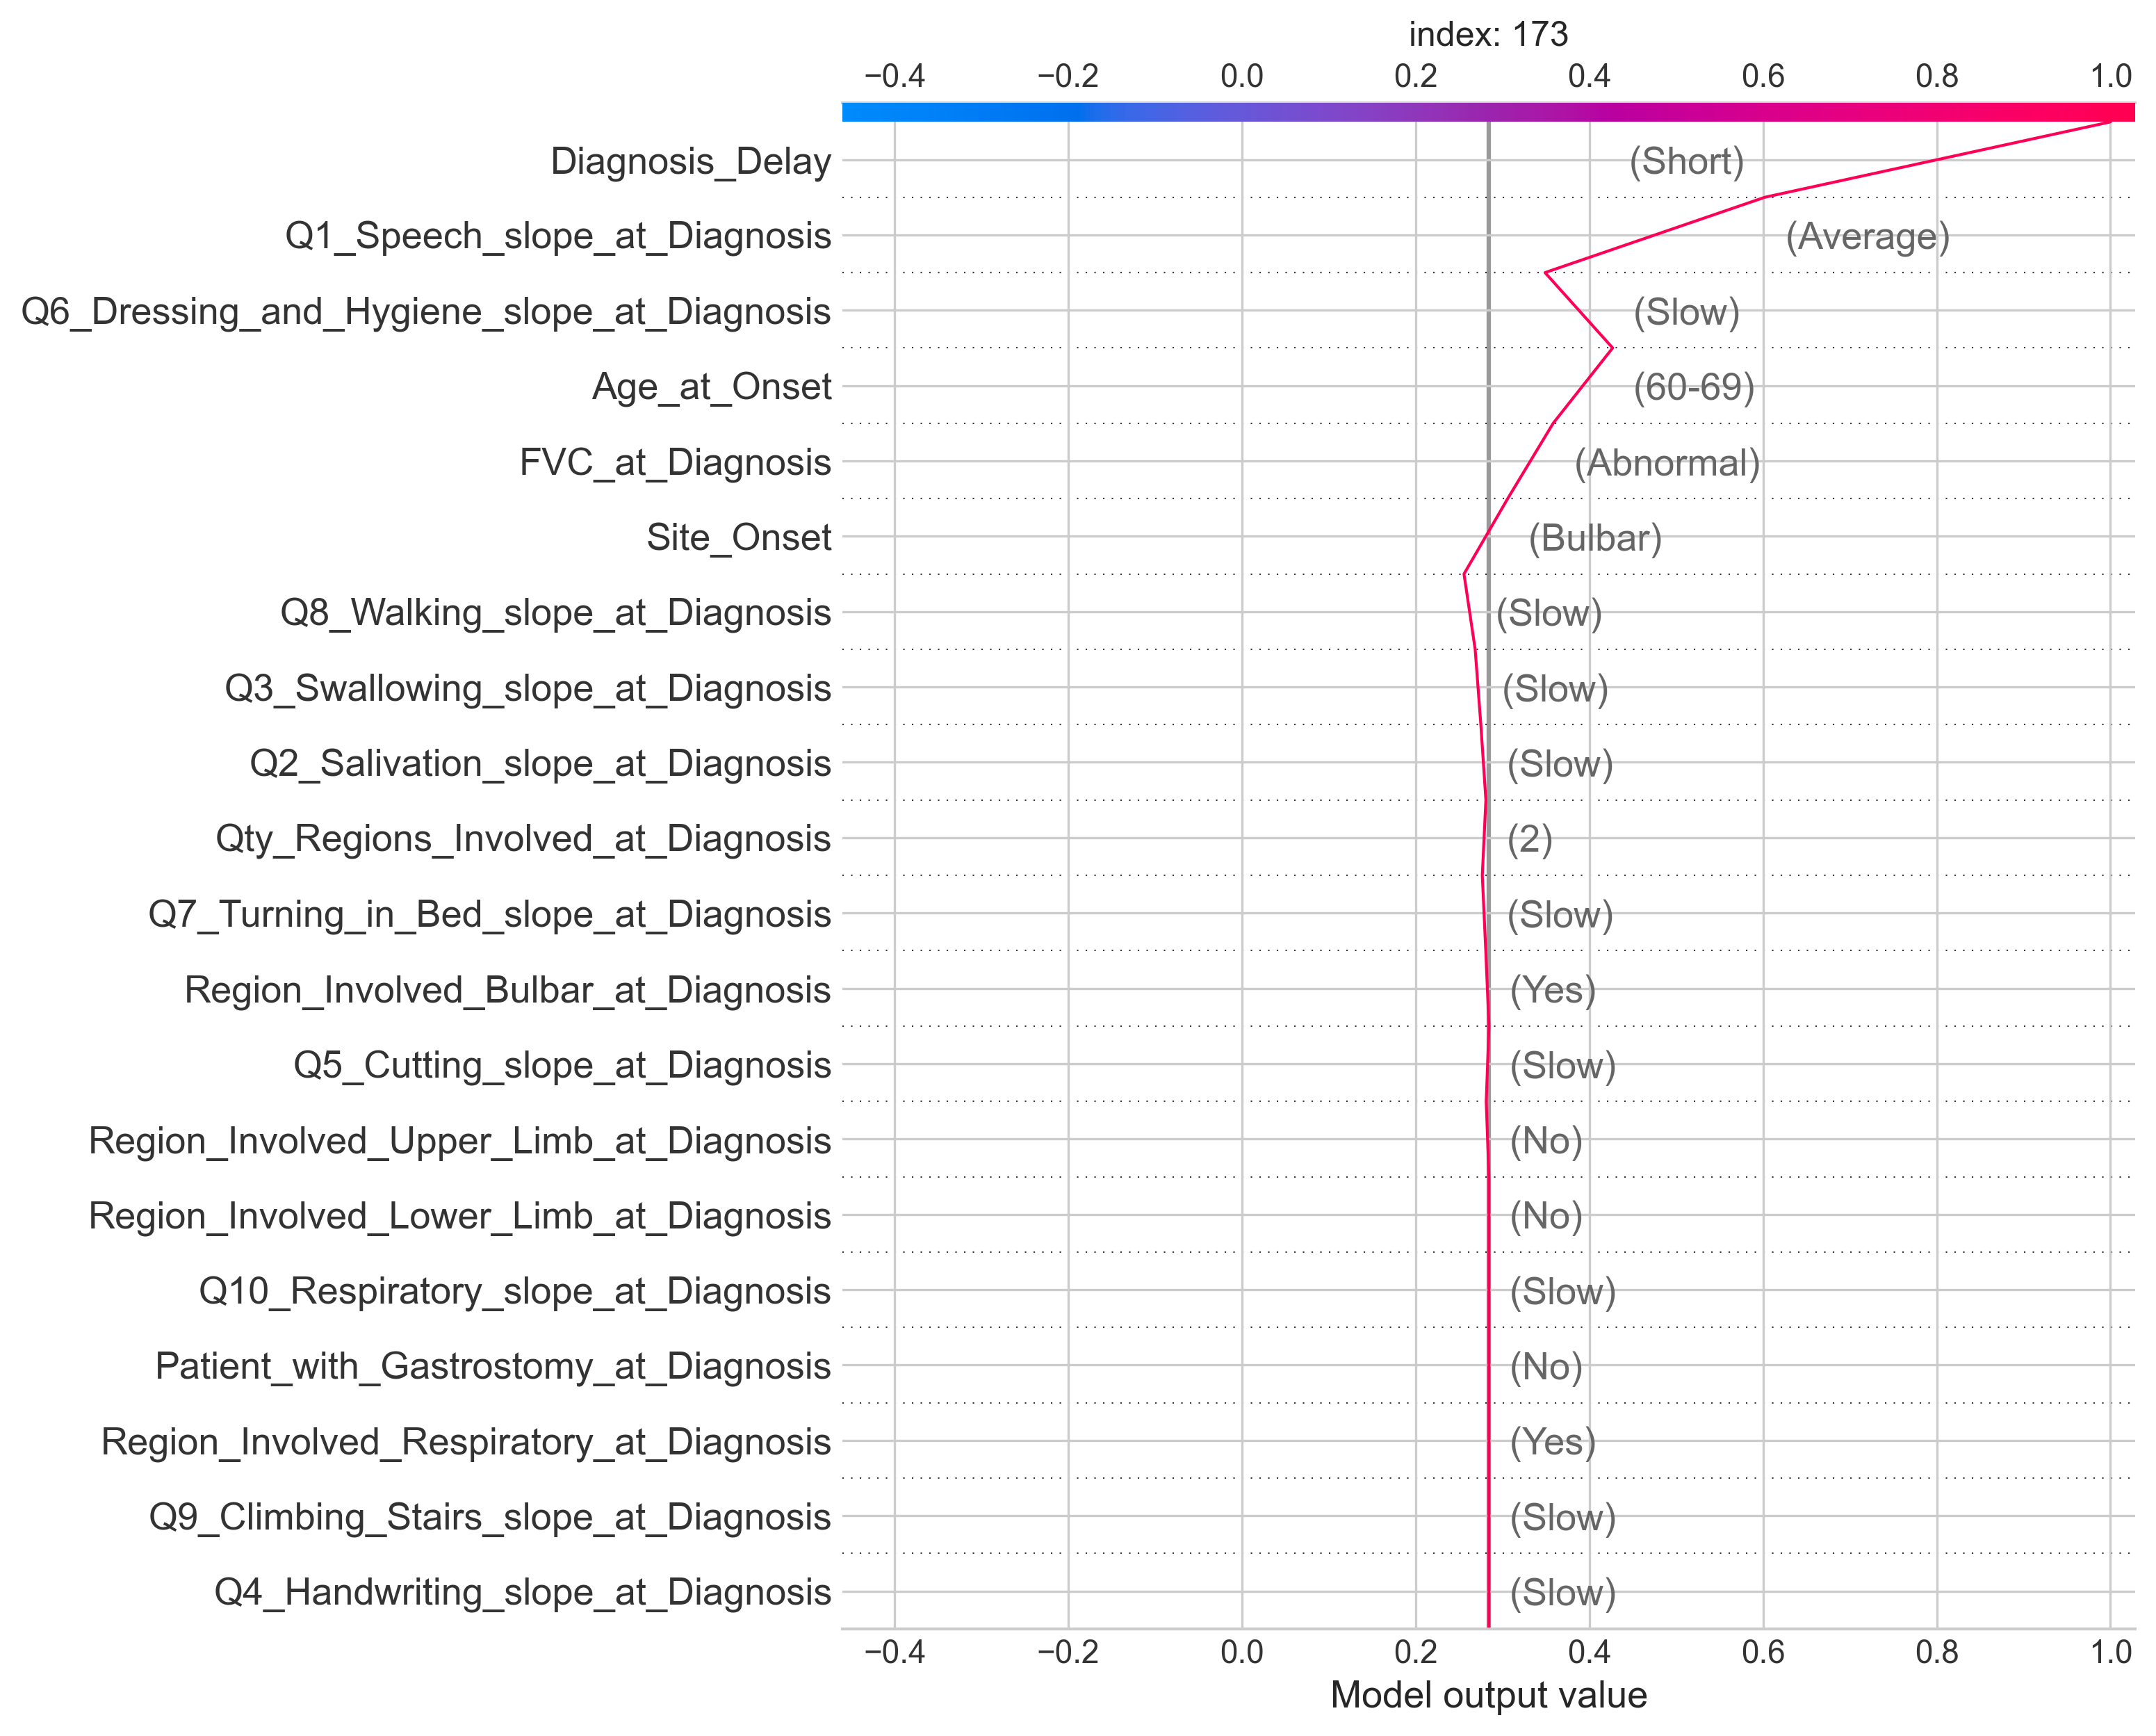 index: 173
−0.4 −0.2 0.0 0.2 0.4 0.6 0.8 1.0
Diagnosis_Delay (Short)
Q1_Speech_slope_at_Diagnosis (Average)
Q6_Dressing_and_Hygiene_slope_at_Diagnosis (Slow)
Age_at_Onset (60-69)
FVC_at_Diagnosis (Abnormal)
Site_Onset (Bulbar)
Q8_Walking_slope_at_Diagnosis (Slow)
Q3_Swallowing_slope_at_Diagnosis (Slow)
Q2_Salivation_slope_at_Diagnosis (Slow)
Qty_Regions_Involved_at_Diagnosis (2)
Q7_Turning_in_Bed_slope_at_Diagnosis (Slow)
Region_Involved_Bulbar_at_Diagnosis (Yes)
Q5_Cutting_slope_at_Diagnosis (Slow)
Region_Involved_Upper_Limb_at_Diagnosis (No)
Region_Involved_Lower_Limb_at_Diagnosis (No)
Q10_Respiratory_slope_at_Diagnosis (Slow)
Patient_with_Gastrostomy_at_Diagnosis (No)
Region_Involved_Respiratory_at_Diagnosis (Yes)
Q9_Climbing_Stairs_slope_at_Diagnosis (Slow)
Q4_Handwriting_slope_at_Diagnosis (Slow)
−0.4 −0.2 0.0 0.2 0.4 0.6 0.8 1.0
Model output value